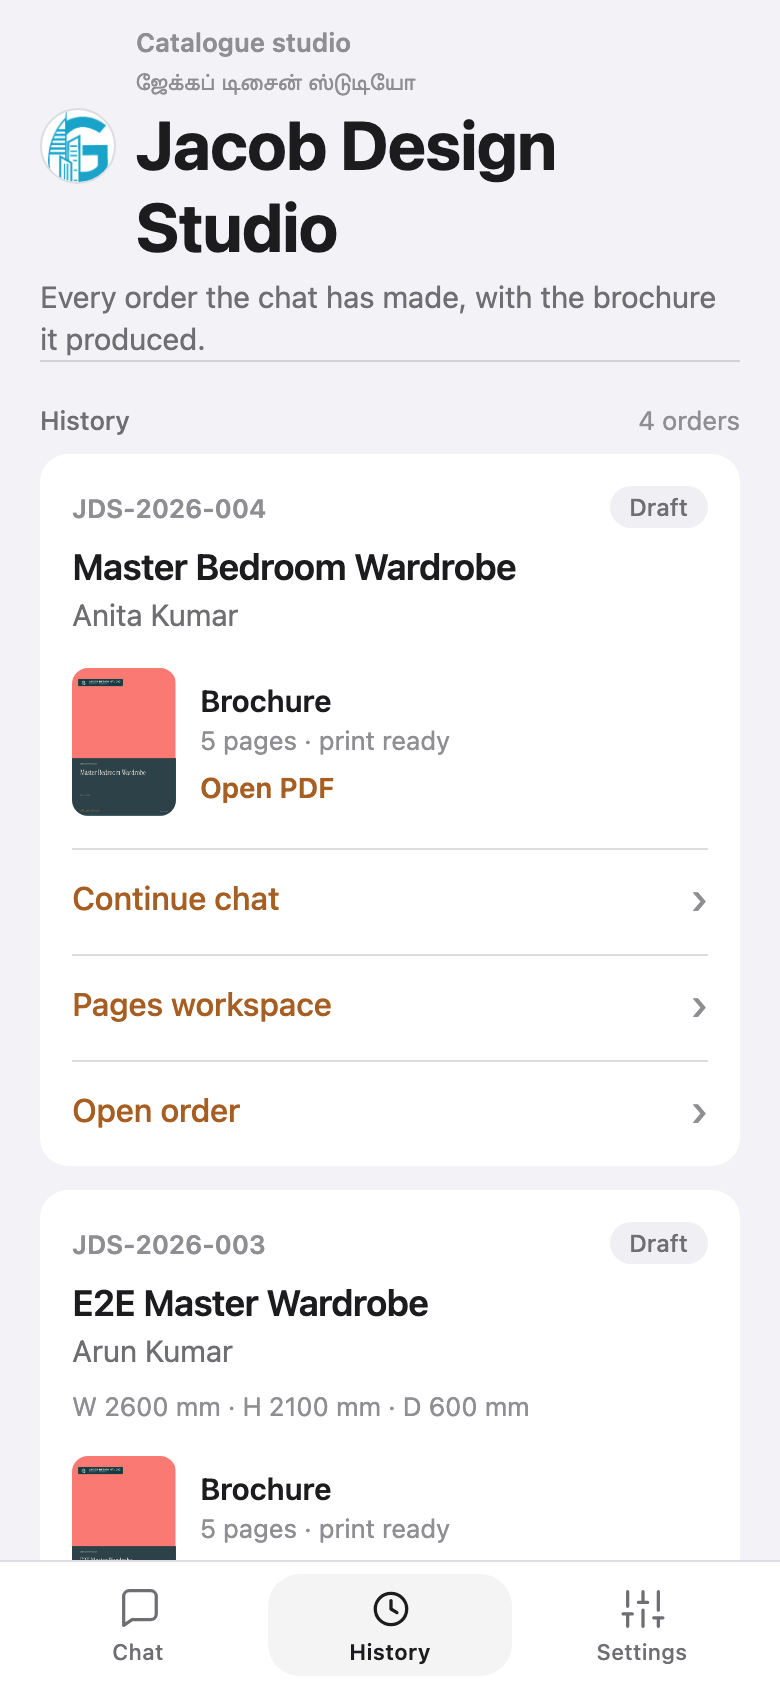 Catalogue studio
ஜேக்கப் டிசைன் ஸ்டுடியோ
Jacob Design
Studio
Every order the chat has made, with the brochure
it produced.
History
4 orders
JDS-2026-004
Draft
Master Bedroom Wardrobe
Anita Kumar
Master Bedroom Wardrobe
Brochure
5 pages · print ready
Open PDF
Continue chat
Pages workspace
Open order
JDS-2026-003
Draft
E2E Master Wardrobe
Arun Kumar
W 2600 mm · H 2100 mm · D 600 mm
Brochure
5 pages · print ready
Chat
History
Settings